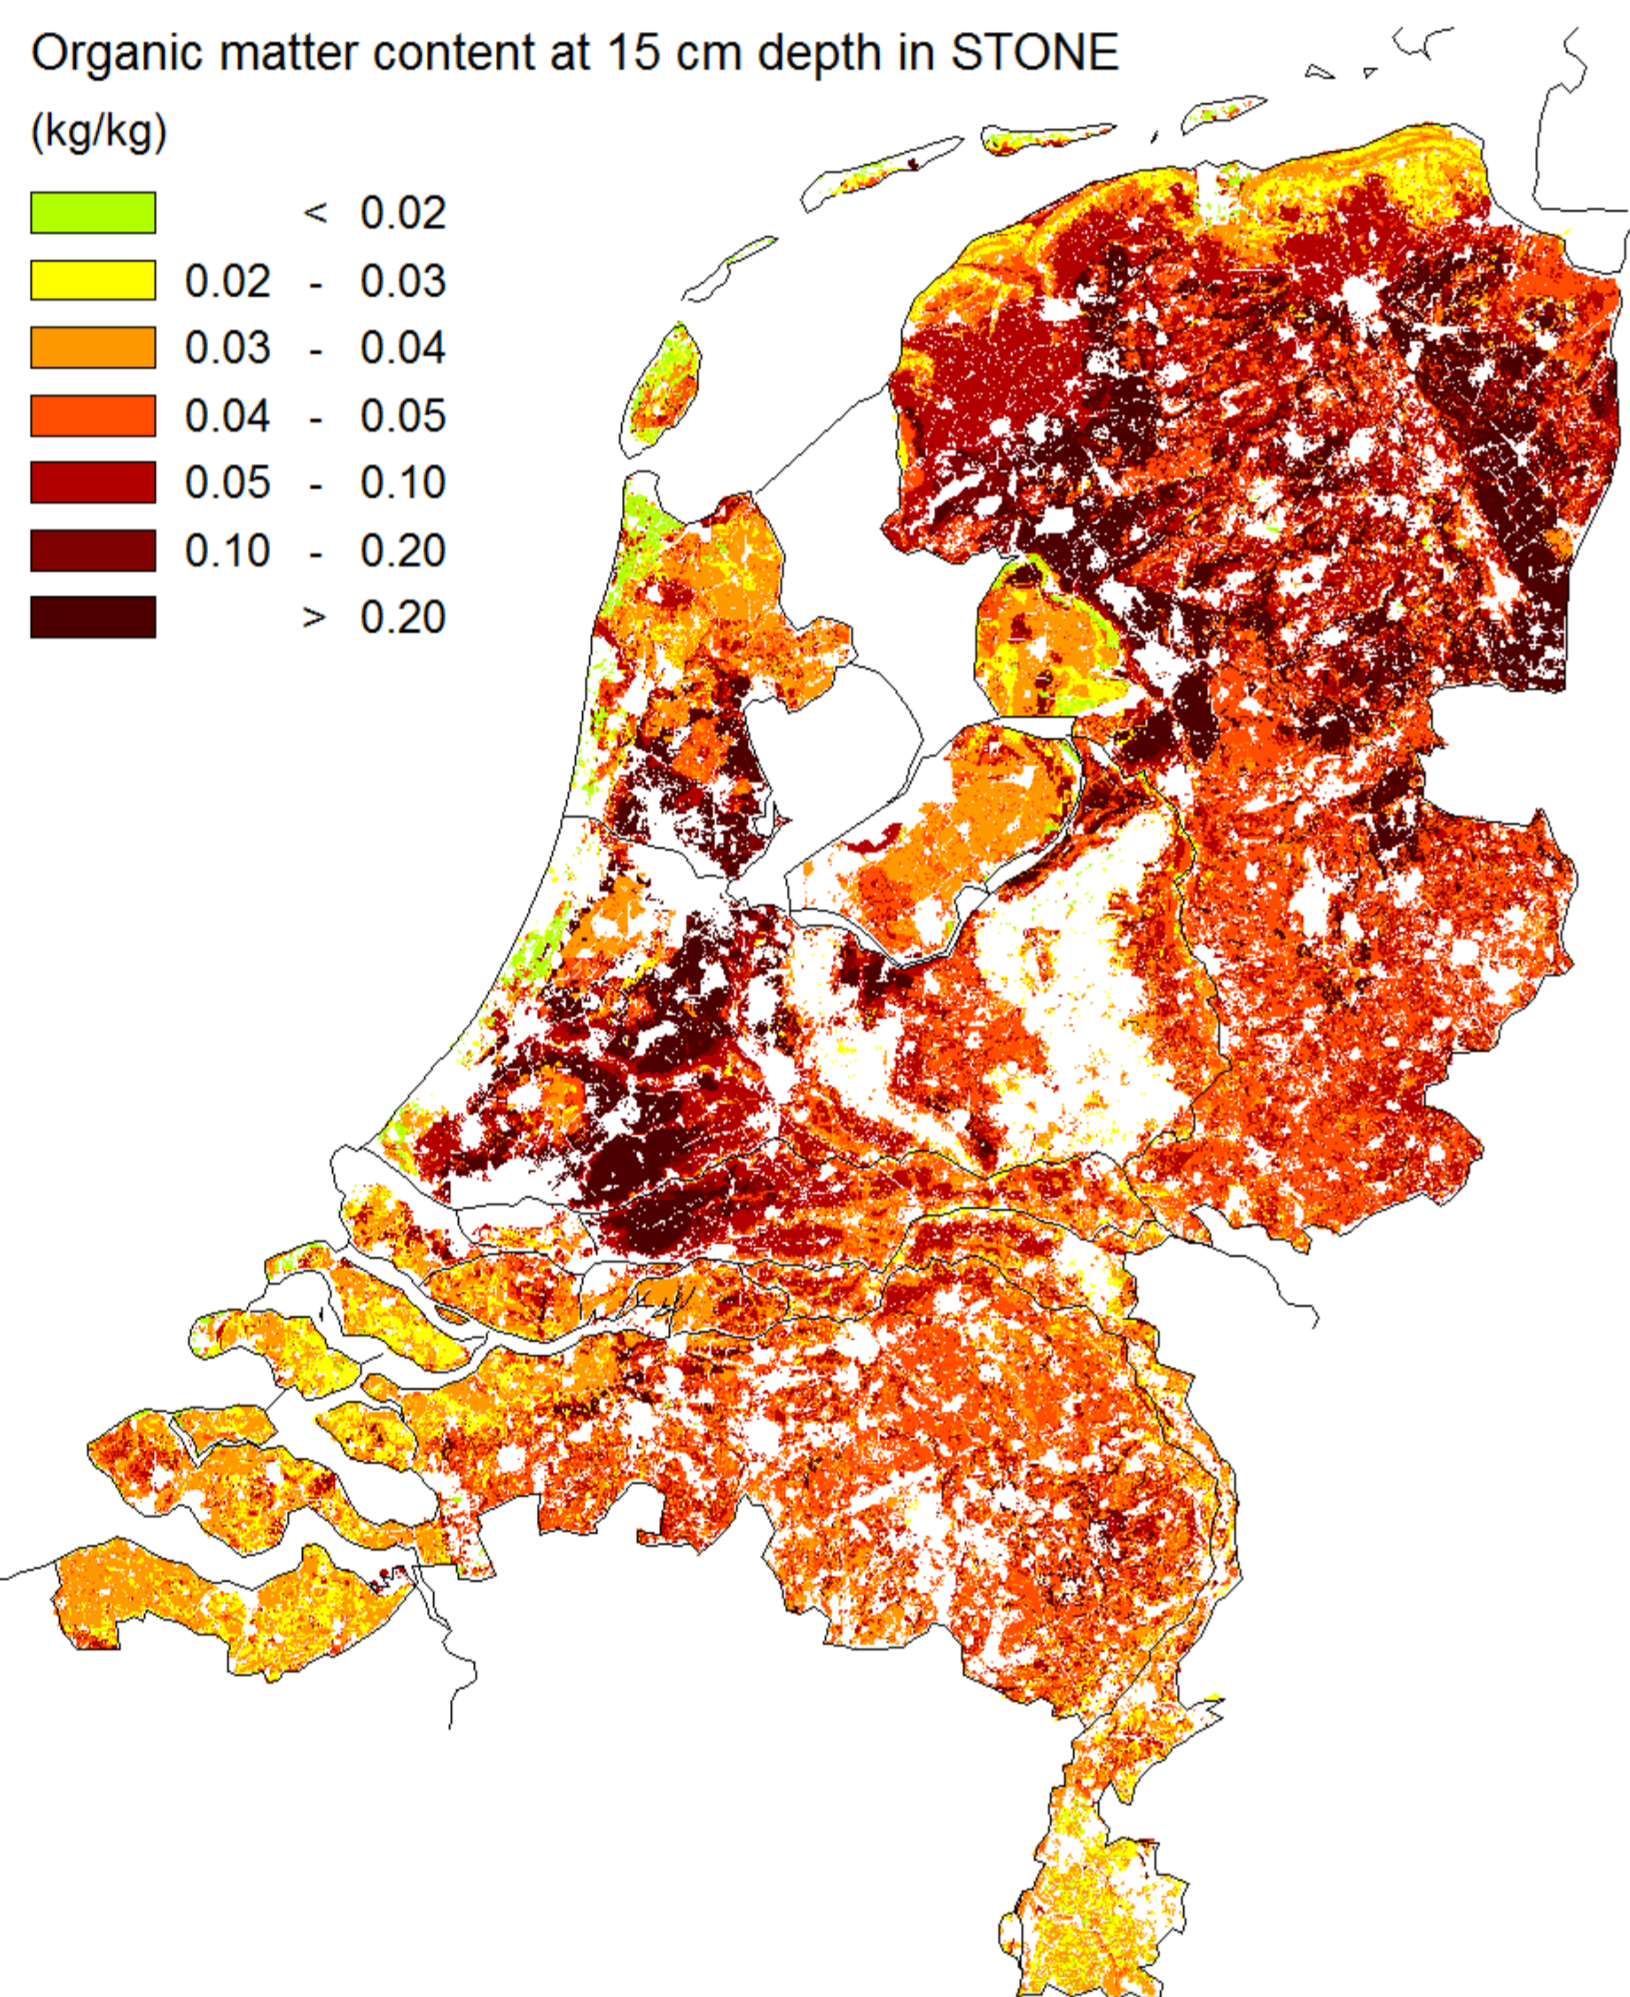 Organic matter content at 15 cm depth in STONE
(kg/kg)
< 0.02
0.02 - 0.03
0.03 - 0.04
0.04 - 0.05
0.05 - 0.10
0.10 - 0.20
> 0.20